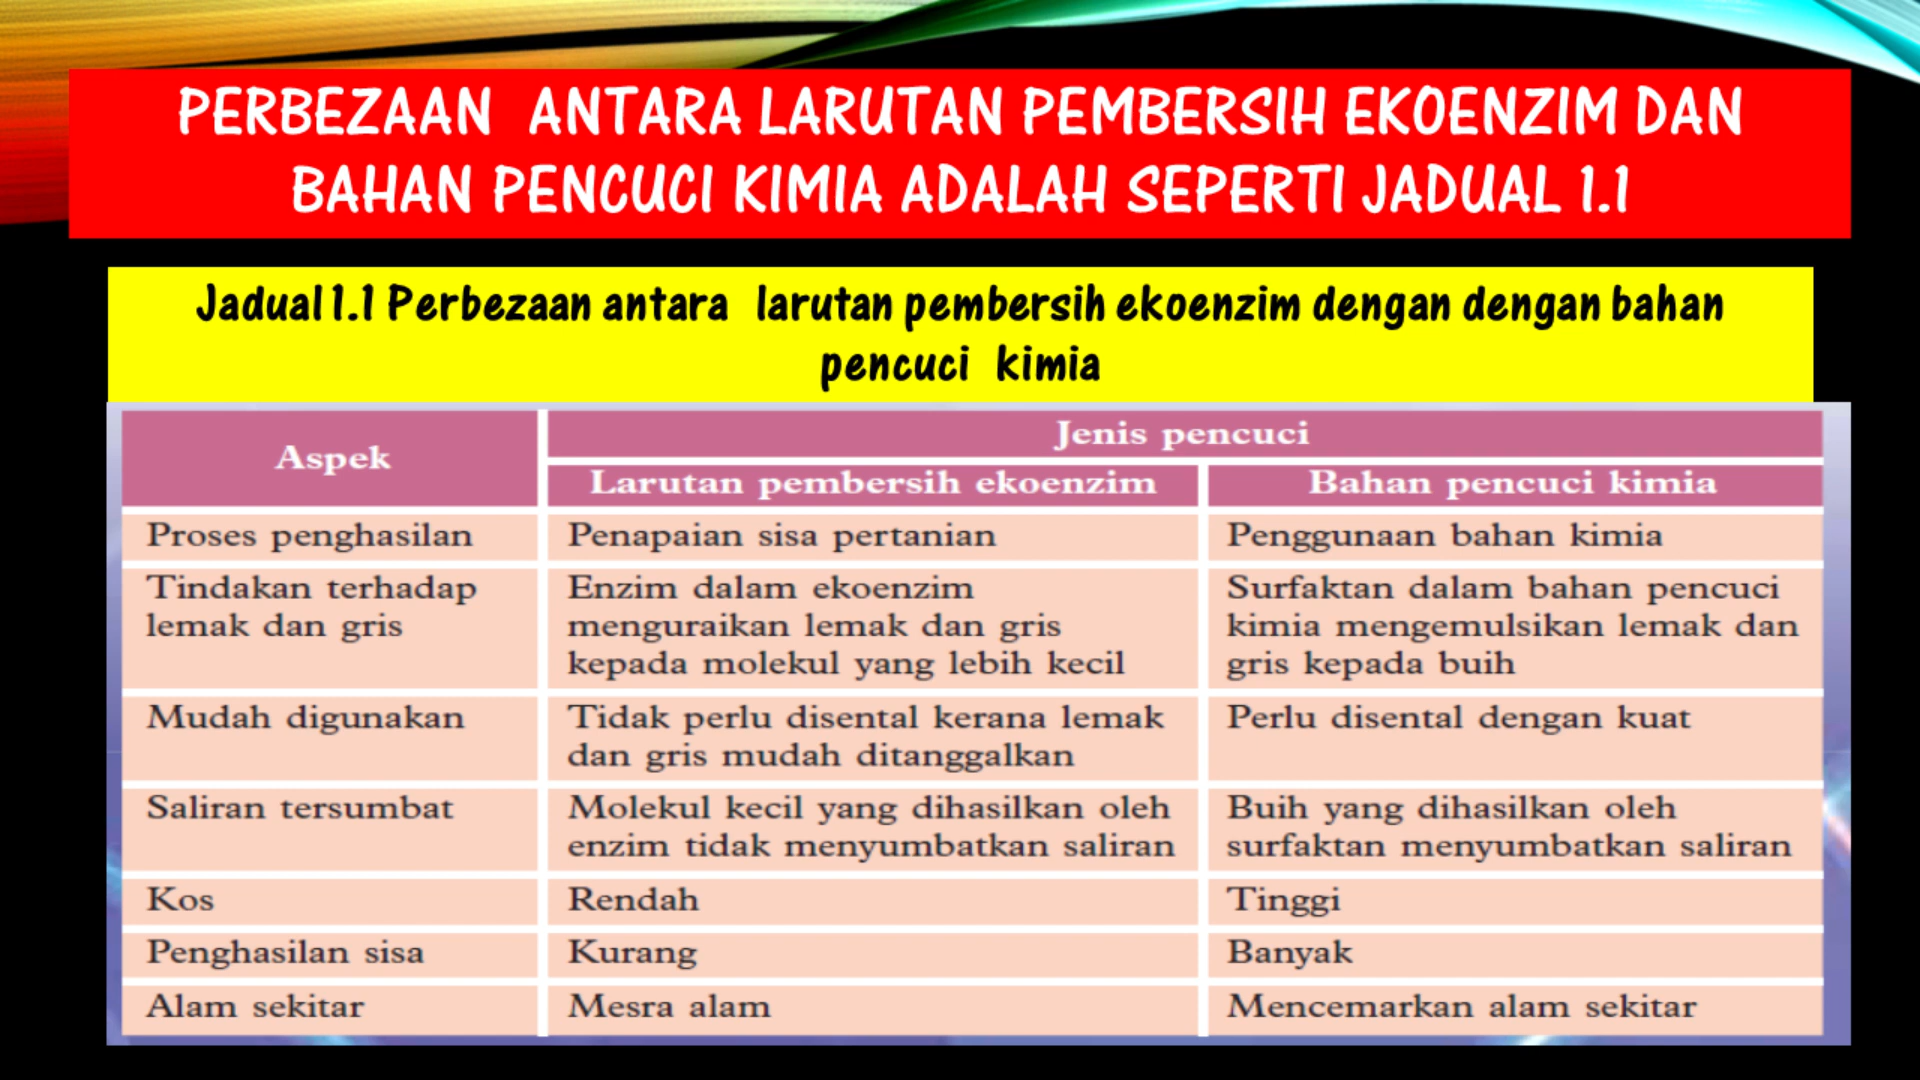 PERBEZAAN ANTARA LARUTAN PEMBERSIH EKOENZIM DAN
BAHAN PENCUCI KIMIA ADALAH SEPERTI JADUAL 1.1
Jadual 1.1 Perbezaan antara larutan pembersih ekoenzim dengan dengan bahan
pencuci kimia
Aspek
Jenis pencuci
Larutan pembersih ekoenzim
Bahan pencuci kimia
Proses penghasilan
Penapaian sisa pertanian
Penggunaan bahan kimia
Tindakan terhadap
lemak dan gris
Enzim dalam ekoenzim
menguraikan lemak dan gris
kepada molekul yang lebih kecil
Surfaktan dalam bahan pencuci
kimia mengemulsikan lemak dan
gris kepada buih
Mudah digunakan
Tidak perlu disental kerana lemak
dan gris mudah ditanggalkan
Perlu disental dengan kuat
Saliran tersumbat
Molekul kecil yang dihasilkan oleh
enzim tidak menyumbatkan saliran
Buih yang dihasilkan oleh
surfaktan menyumbatkan saliran
Kos
Rendah
Tinggi
Penghasilan sisa
Kurang
Banyak
Alam sekitar
Mesra alam
Mencemarkan alam sekitar